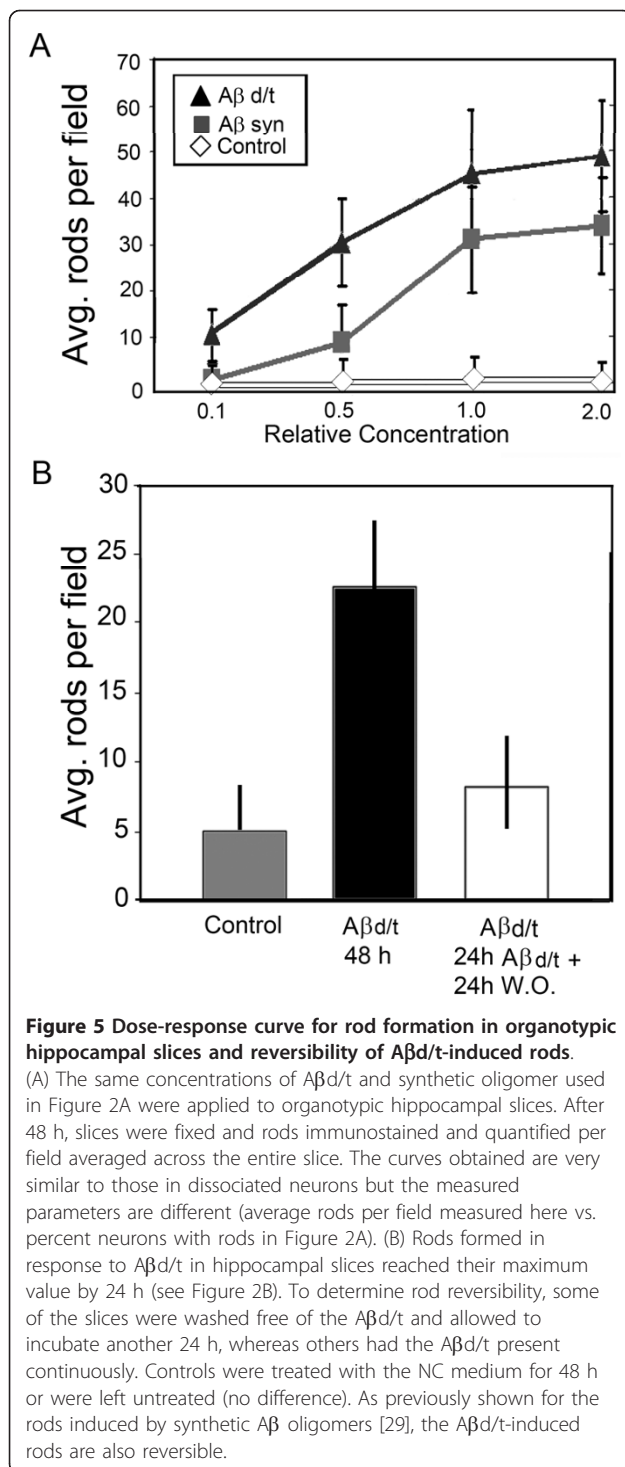 A
70
60
50
40
30
20
10
0
Avg. rods per field
Aβ d/t
Aβ syn
Control
0.1 0.5 1.0 2.0
Relative Concentration
B
30
25
20
15
10
5
0
Avg. rods per field
Control
Aβd/t
48 h
Aβd/t
24h Aβd/t +
24h W.O.
Figure 5 Dose-response curve for rod formation in organotypic
hippocampal slices and reversibility of Aβd/t-induced rods.
(A) The same concentrations of Aβd/t and synthetic oligomer used
in Figure 2A were applied to organotypic hippocampal slices. After
48 h, slices were fixed and rods immunostained and quantified per
field averaged across the entire slice. The curves obtained are very
similar to those in dissociated neurons but the measured
parameters are different (average rods per field measured here vs.
percent neurons with rods in Figure 2A). (B) Rods formed in
response to Aβd/t in hippocampal slices reached their maximum
value by 24 h (see Figure 2B). To determine rod reversibility, some
of the slices were washed free of the Aβd/t and allowed to
incubate another 24 h, whereas others had the Aβd/t present
continuously. Controls were treated with the NC medium for 48 h
or were left untreated (no difference). As previously shown for the
rods induced by synthetic Aβ oligomers [29], the Aβd/t-induced
rods are also reversible.